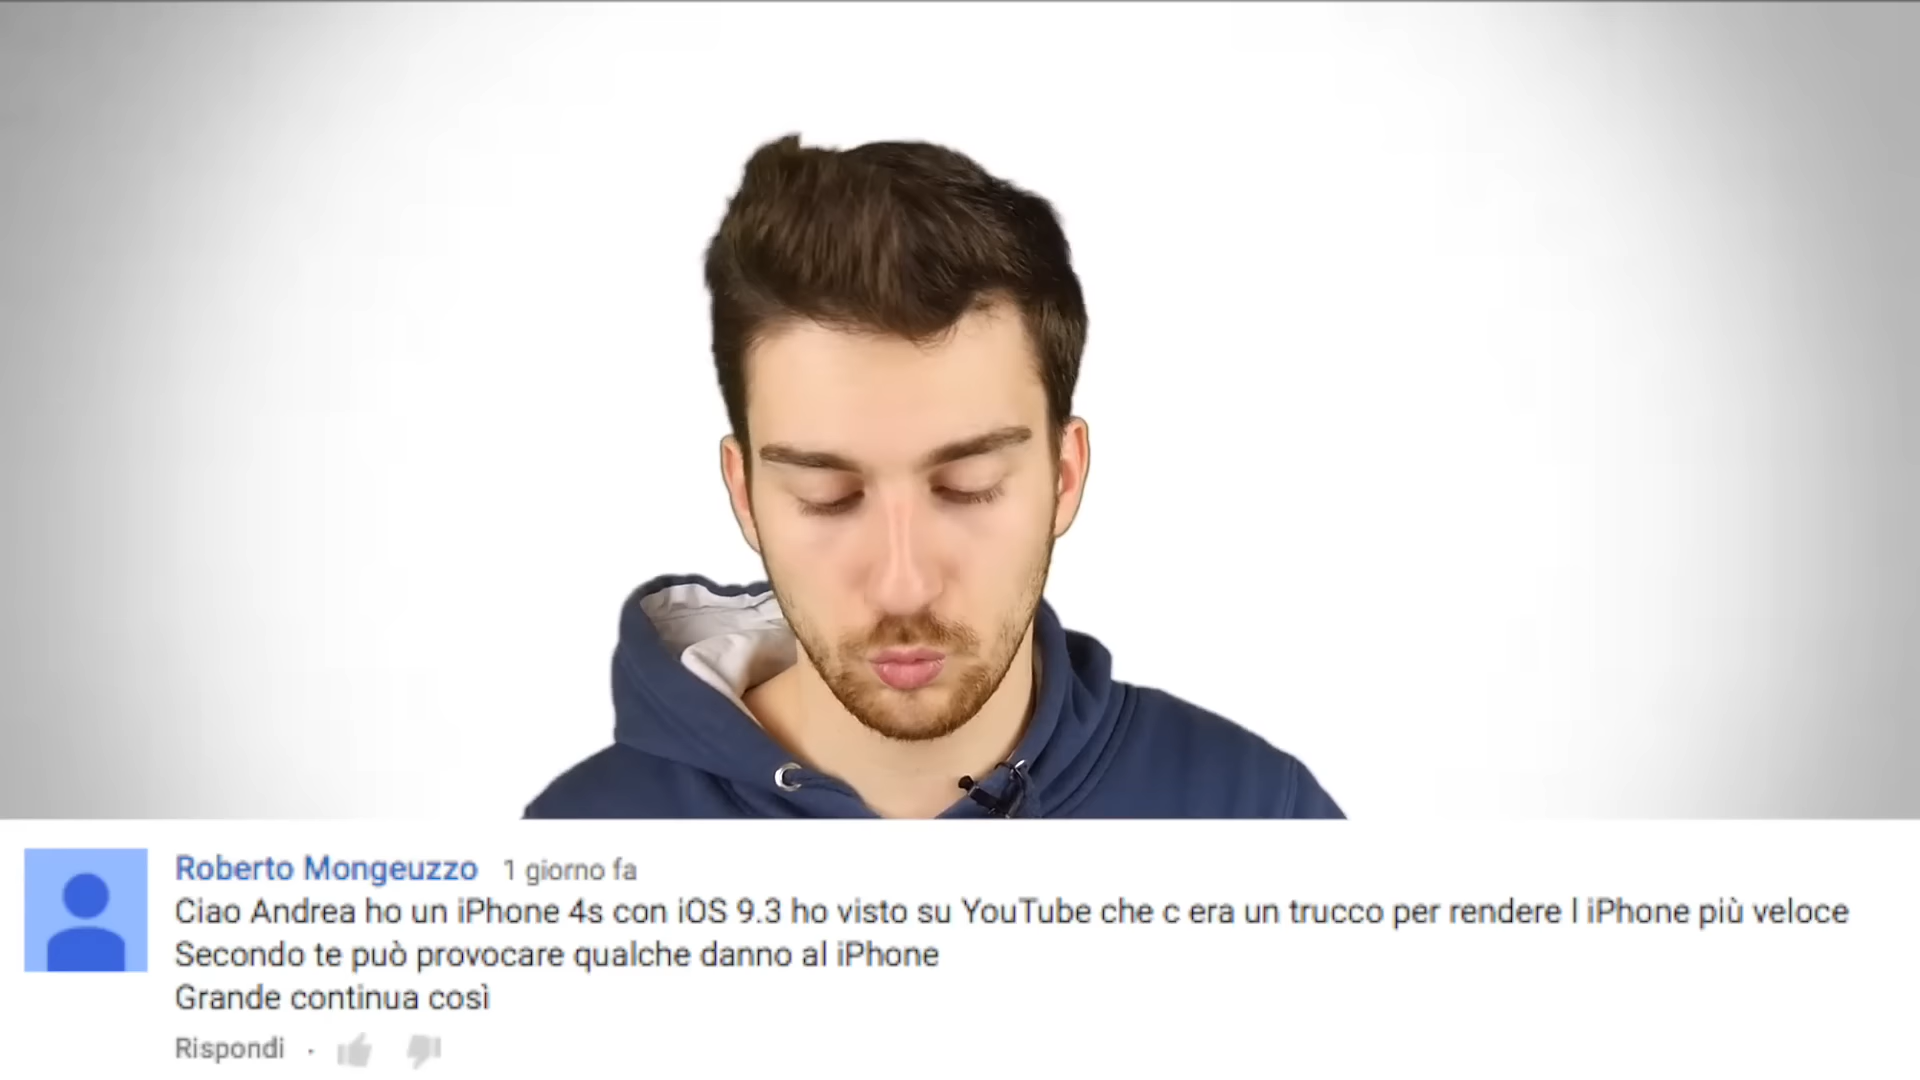 Roberto Mongeuzzo 1 giorno fa
Ciao Andrea ho un iPhone 4s con iOS 9.3 ho visto su YouTube che c era un trucco per rendere l iPhone più veloce
Secondo te può provocare qualche danno al iPhone
Grande continua così
Rispondi ·